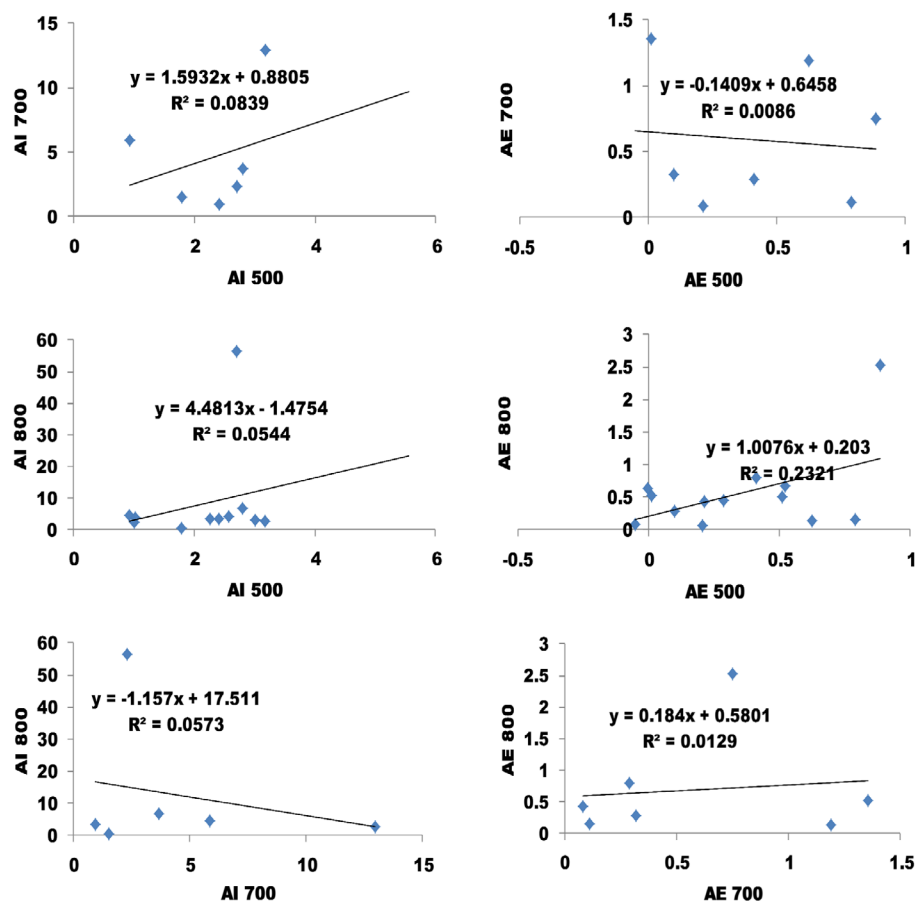 15
10
5
0
AI 700
y = 1.5932x + 0.8805
R² = 0.0839
0 2 4 6
AI 500
1.5
1
0.5
0
AE 700
y = -0.1409x + 0.6458
R² = 0.0086
-0.5 0 0.5 1
AE 500
60
50
40
30
20
10
0
AI 800
y = 4.4813x - 1.4754
R² = 0.0544
0 2 4 6
AI 500
3
2.5
2
1.5
1
0.5
0
AE 800
y = 1.0076x + 0.203
R² = 0.2321
-0.5 0 0.5 1
AE 500
60
50
40
30
20
10
0
AI 800
y = -1.157x + 17.511
R² = 0.0573
0 5 10 15
AI 700
3
2.5
2
1.5
1
0.5
0
AE 800
y = 0.184x + 0.5801
R² = 0.0129
0 0.5 1 1.5
AE 700